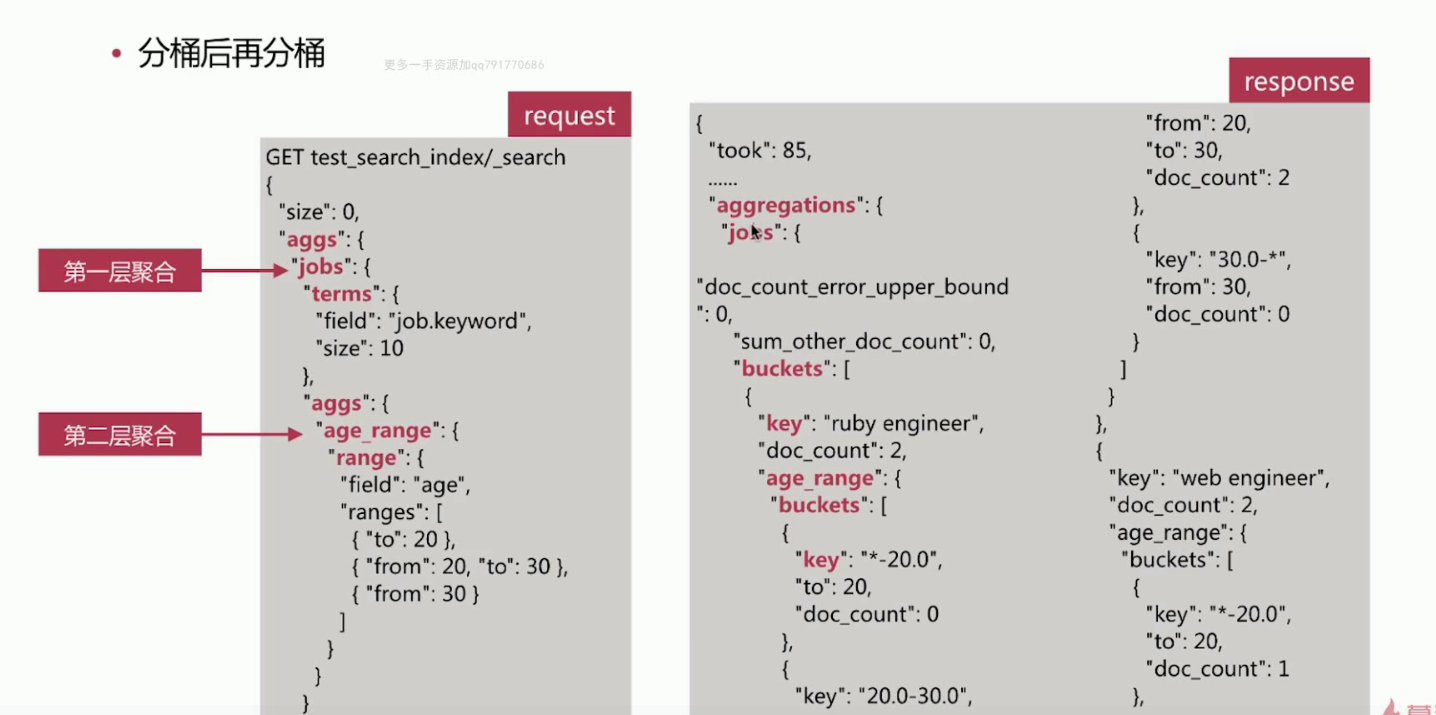 • 分桶后再分桶
更多一手资源加qq791770686
request
GET test_search_index/_search
{
"size": 0,
"aggs": {
"jobs": {
"terms": {
"field": "job.keyword",
"size": 10
},
"aggs": {
"age_range": {
"range": {
"field": "age",
"ranges": [
{ "to": 20 },
{ "from": 20, "to": 30 },
{ "from": 30 }
]
}
}
}
第一层聚合
第二层聚合
response
{
"took": 85,
......
"aggregations": {
"jobs": {
"doc_count_error_upper_bound
": 0,
"sum_other_doc_count": 0,
"buckets": [
{
"key": "ruby engineer",
"doc_count": 2,
"age_range": {
"buckets": [
{
"key": "*-20.0",
"to": 20,
"doc_count": 0
},
{
"key": "20.0-30.0",
"from": 20,
"to": 30,
"doc_count": 2
},
{
"key": "30.0-*",
"from": 30,
"doc_count": 0
}
]
}
},
{
"key": "web engineer",
"doc_count": 2,
"age_range": {
"buckets": [
{
"key": "*-20.0",
"to": 20,
"doc_count": 1
},